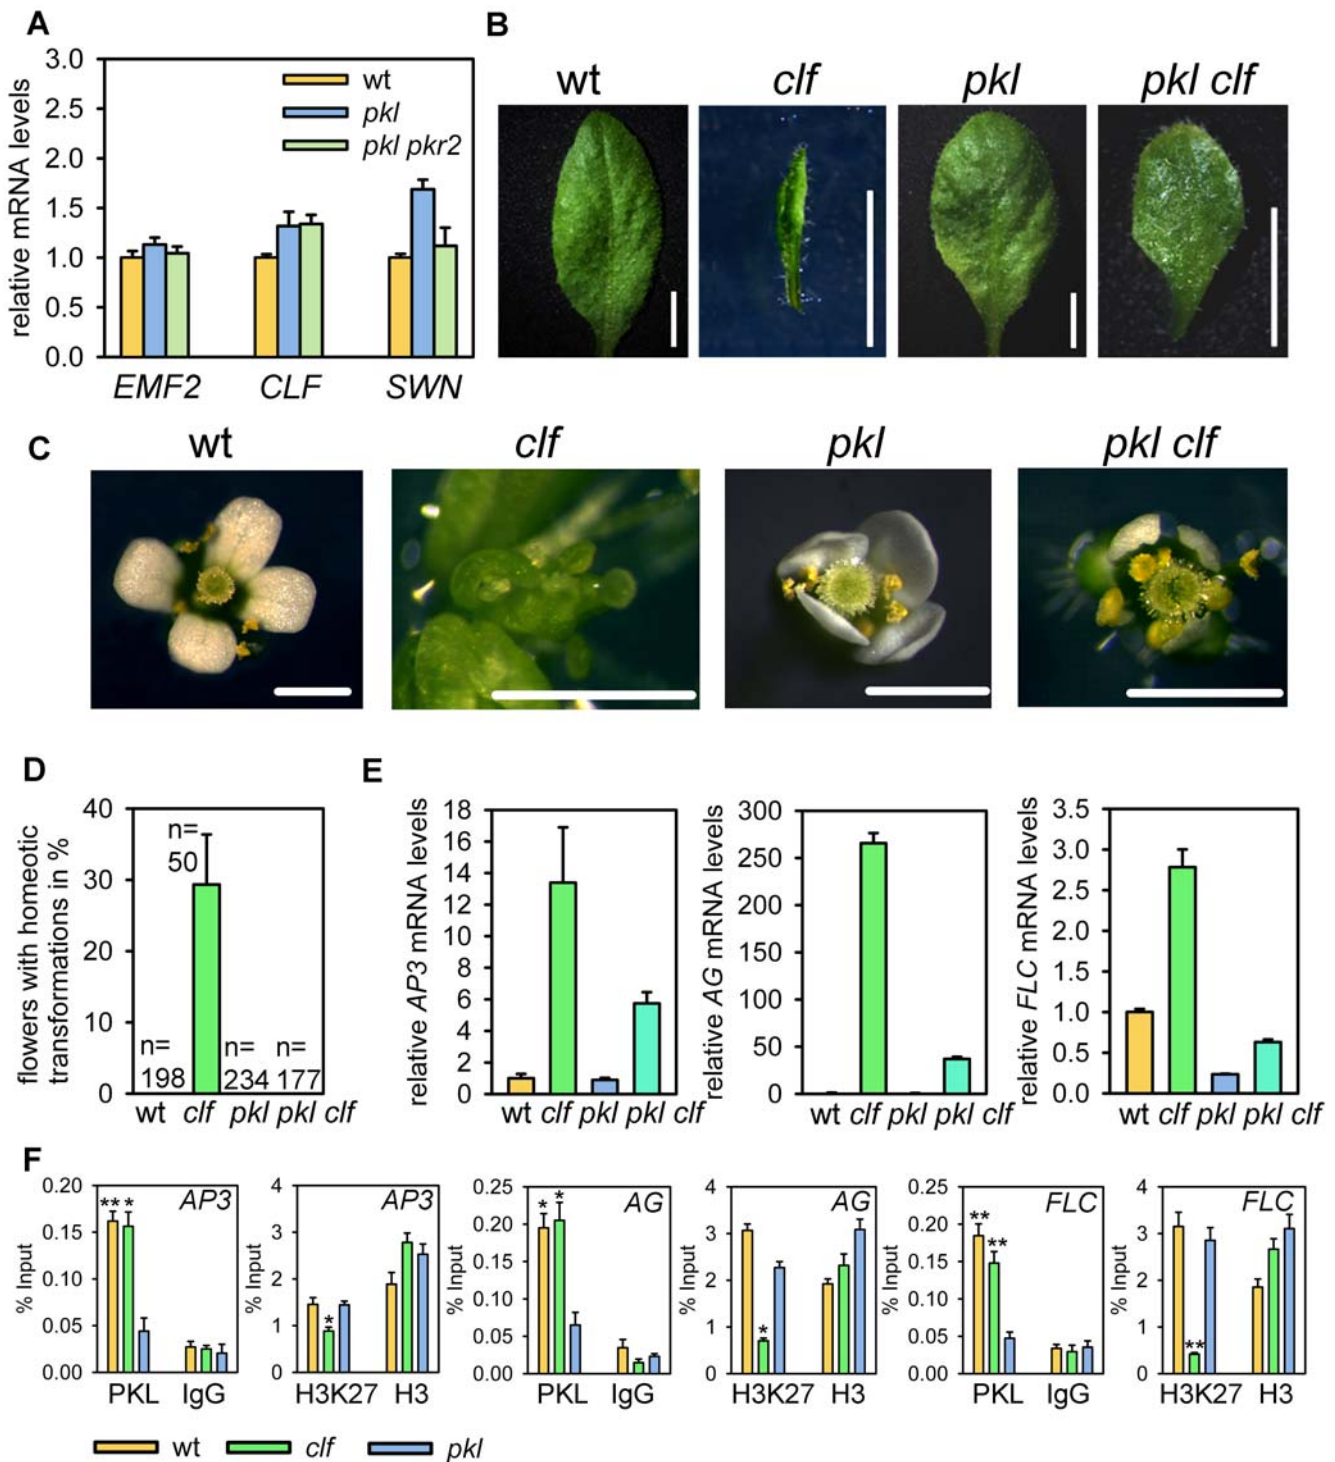 A
relative mRNA levels
3.0
2.5
2.0
1.5
1.0
0.5
0.0
wt
pkl
pkl pkr2
EMF2 CLF SWN
B
wt clf pkl pkl clf
C
wt clf pkl pkl clf
D
flowers with homeotic
transformations in %
40
30
20
10
0
n=
198
n=
50
n=
234
n=
177
wt clf pkl pkl clf
E
relative AP3 mRNA levels
18
16
14
12
10
8
6
4
2
0
wt clf pkl pkl clf
relative AG mRNA levels
300
250
200
150
100
50
0
wt clf pkl pkl clf
relative FLC mRNA levels
3.5
3.0
2.5
2.0
1.5
1.0
0.5
0.0
wt clf pkl pkl clf
F
% Input
0.20
0.15
0.10
0.05
0.00
** *
AP3
PKL IgG
% Input
4
3
2
1
0
*
AP3
H3K27 H3
% Input
0.25
0.20
0.15
0.10
0.05
0.00
* *
AG
PKL IgG
% Input
4
3
2
1
0
*
AG
H3K27 H3
% Input
0.25
0.20
0.15
0.10
0.05
0.00
** **
FLC
PKL IgG
% Input
4
3
2
1
0
**
FLC
H3K27 H3
wt clf pkl